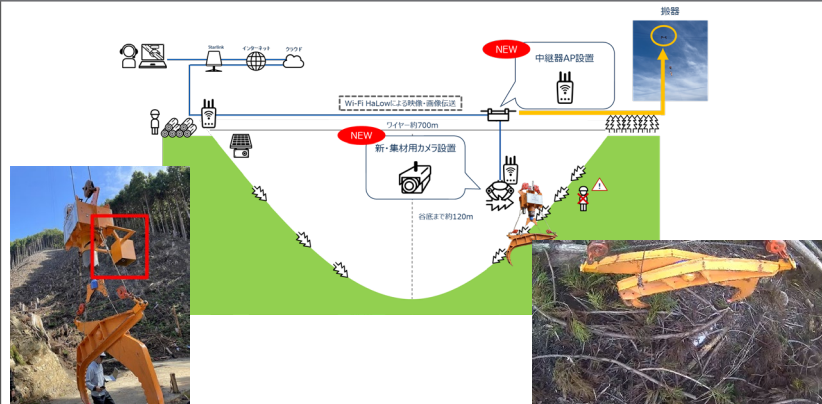 搬器
Starlink
インターネット
クラウド
NEW
中継器AP設置
Wi-Fi HaLowによる映像・画像伝送
ワイヤー約700m
NEW
新・集材用カメラ設置
谷底まで約120m